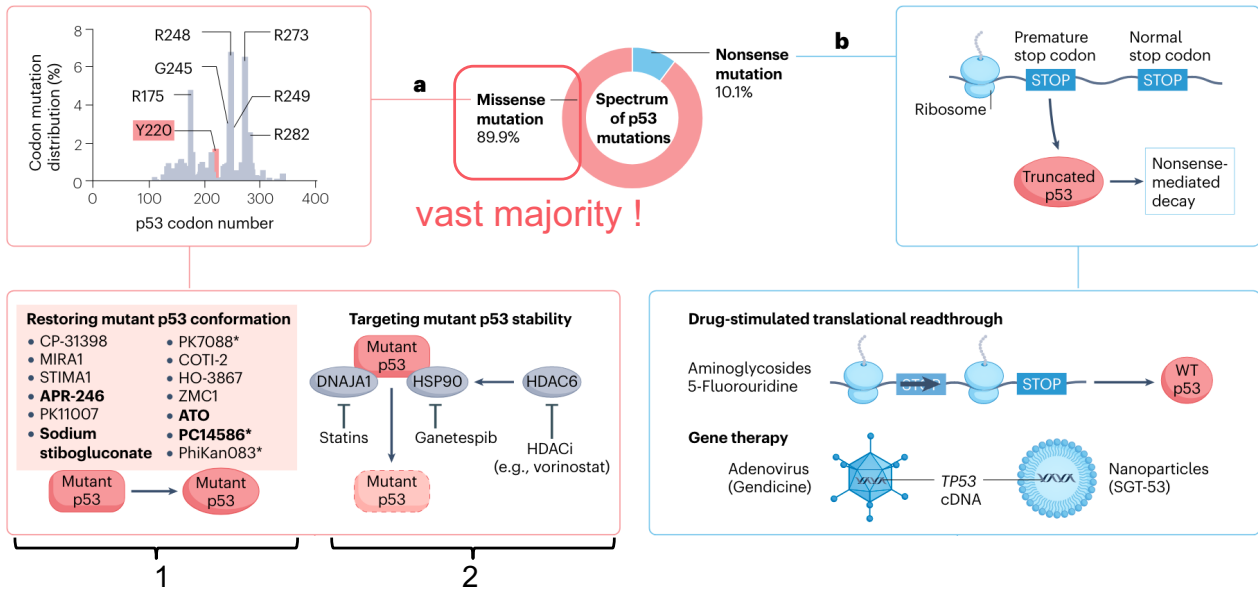 Codon mutation
distribution (%)
8
6
4
2
0
0
100
200
300
400
p53 codon number
R248
R273
G245
R175
R249
Y220
R282
a
Missense
mutation
89.9%
Spectrum
of p53
mutations
Nonsense
mutation
10.1%
vast majority !
b
Premature
stop codon
Normal
stop codon
STOP
STOP
Ribosome
Truncated
p53
Nonsense-
mediated
decay
Restoring mutant p53 conformation
• CP-31398
• MIRA1
• STIMA1
• APR-246
• PK11007
• Sodium
stibogluconate
• PK7088*
• COTI-2
• HO-3867
• ZMC1
• ATO
• PC14586*
• PhiKan083*
Mutant
p53
Mutant
p53
Targeting mutant p53 stability
Mutant
p53
DNAJA1
HSP90
HDAC6
Statins
Ganetespib
HDACi
(e.g., vorinostat)
Mutant
p53
1
2
Drug-stimulated translational readthrough
Aminoglycosides
5-Fluorouridine
STOP
STOP
WT
p53
Gene therapy
Adenovirus
(Gendicine)
TP53
cDNA
Nanoparticles
(SGT-53)